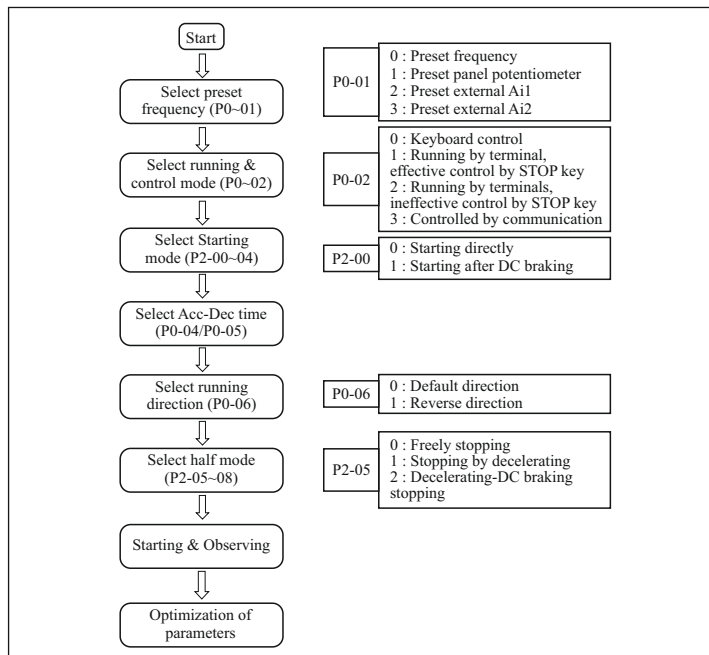 Start
Select preset
frequency (P0~01)
P0-01
0 : Preset frequency
1 : Preset panel potentiometer
2 : Preset external Ai1
3 : Preset external Ai2
Select running &
control mode (P0~02)
P0-02
0 : Keyboard control
1 : Running by terminal,
effective control by STOP key
2 : Running by terminals,
ineffective control by STOP key
3 : Controlled by communication
Select Starting
mode (P2-00~04)
P2-00
0 : Starting directly
1 : Starting after DC braking
Select Acc-Dec time
(P0-04/P0-05)
Select running
direction (P0-06)
P0-06
0 : Default direction
1 : Reverse direction
Select half mode
(P2-05~08)
P2-05
0 : Freely stopping
1 : Stopping by decelerating
2 : Decelerating-DC braking
stopping
Starting & Observing
Optimization of
parameters